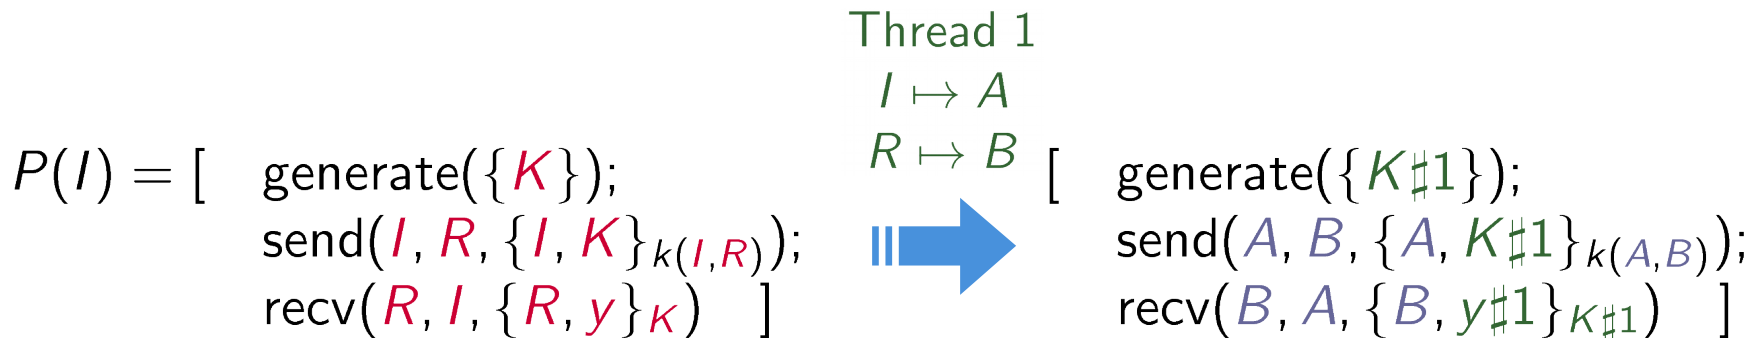 Thread 1
I ↦ A
R ↦ B
P(I) = [ generate({K}); [ generate({K♯1});
send(I, R, {I, K}k(I,R)); send(A, B, {A, K♯1}k(A,B));
recv(R, I, {R, y}K) ] recv(B, A, {B, y♯1}K♯1) ]